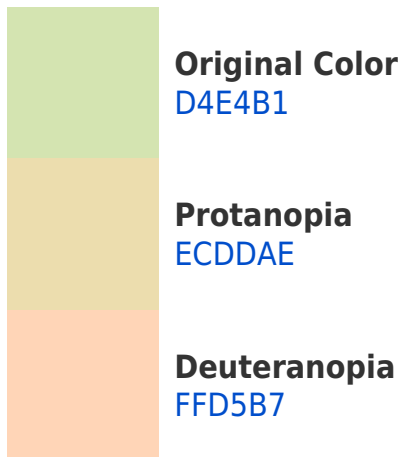 Original Color
D4E4B1
Protanopia
ECDDAE
Deuteranopia
FFD5B7